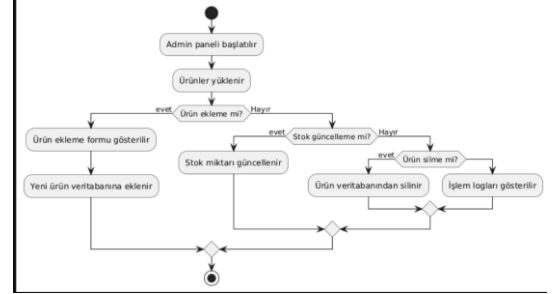 Admin paneli başlatılır
Ürünler yüklenir
evet Ürün ekleme mi? Hayır
Ürün ekleme formu gösterilir
evet Stok güncelleme mi? Hayır
Yeni ürün veritabanına eklenir
Stok miktarı güncellenir
evet Ürün silme mi?
Ürün veritabanından silinir
İşlem logları gösterilir